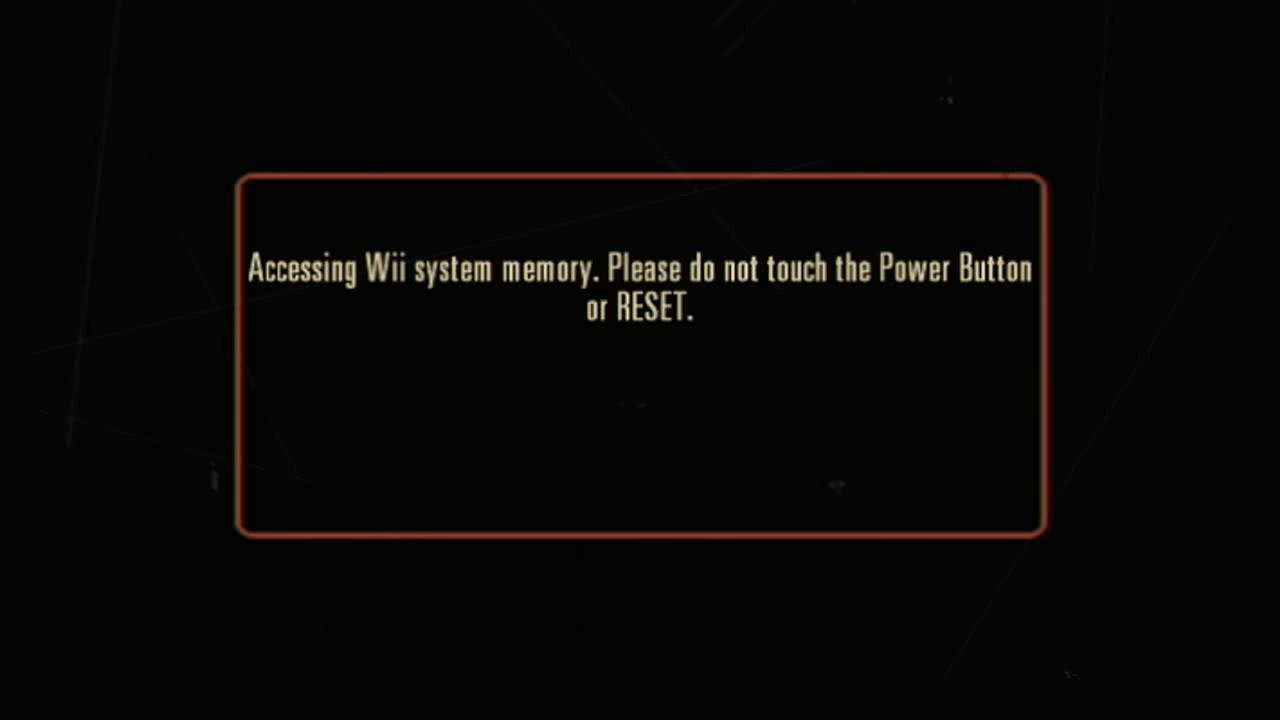 Accessing Wii system memory. Please do not touch the Power Button
or RESET.